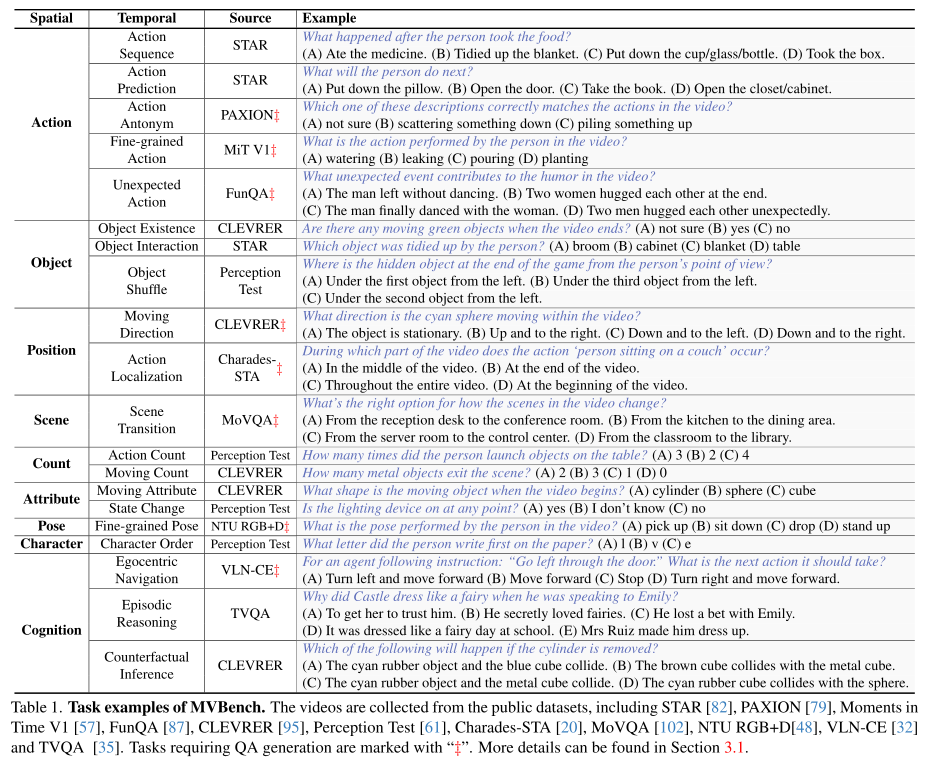 Spatial Temporal Source Example
Action
Action Sequence STAR What happened after the person took the food?
(A) Ate the medicine. (B) Tidied up the blanket. (C) Put down the cup/glass/bottle. (D) Took the box.
Action Prediction STAR What will the person do next?
(A) Put down the pillow. (B) Open the door. (C) Take the book. (D) Open the closet/cabinet.
Action Antonym PAXION‡ Which one of these descriptions correctly matches the actions in the video?
(A) not sure (B) scattering something down (C) piling something up
Fine-grained Action MiT V1‡ What is the action performed by the person in the video?
(A) watering (B) leaking (C) pouring (D) planting
Unexpected Action FunQA‡ What unexpected event contributes to the humor in the video?
(A) The man left without dancing. (B) Two women hugged each other at the end.
(C) The man finally danced with the woman. (D) Two men hugged each other unexpectedly.
Object
Object Existence CLEVRER Are there any moving green objects when the video ends? (A) not sure (B) yes (C) no
Object Interaction STAR Which object was tidied up by the person? (A) broom (B) cabinet (C) blanket (D) table
Object Shuffle Perception Test Where is the hidden object at the end of the game from the person's point of view?
(A) Under the first object from the left. (B) Under the third object from the left.
(C) Under the second object from the left.
Position
Moving Direction CLEVRER‡ What direction is the cyan sphere moving within the video?
(A) The object is stationary. (B) Up and to the right. (C) Down and to the left. (D) Down and to the right.
Action Localization Charades-STA‡ During which part of the video does the action ‘person sitting on a couch’ occur?
(A) In the middle of the video. (B) At the end of the video.
(C) Throughout the entire video. (D) At the beginning of the video.
Scene
Scene Transition MoVQA‡ What's the right option for how the scenes in the video change?
(A) From the reception desk to the conference room. (B) From the kitchen to the dining area.
(C) From the server room to the control center. (D) From the classroom to the library.
Count
Action Count Perception Test How many times did the person launch objects on the table? (A) 3 (B) 2 (C) 4
Moving Count CLEVRER How many metal objects exit the scene? (A) 2 (B) 3 (C) 1 (D) 0
Attribute
Moving Attribute CLEVRER What shape is the moving object when the video begins? (A) cylinder (B) sphere (C) cube
State Change Perception Test Is the lighting device on at any point? (A) yes (B) I don't know (C) no
Pose Fine-grained Pose NTU RGB+D‡ What is the pose performed by the person in the video? (A) pick up (B) sit down (C) drop (D) stand up
Character Character Order Perception Test What letter did the person write first on the paper? (A) l (B) v (C) e
Cognition
Egocentric Navigation VLN-CE‡ For an agent following instruction: “Go left through the door.” What is the next action it should take?
(A) Turn left and move forward (B) Move forward (C) Stop (D) Turn right and move forward.
Episodic Reasoning TVQA Why did Castle dress like a fairy when he was speaking to Emily?
(A) To get her to trust him. (B) He secretly loved fairies. (C) He lost a bet with Emily.
(D) It was dressed like a fairy day at school. (E) Mrs Ruiz made him dress up.
Counterfactual Inference CLEVRER Which of the following will happen if the cylinder is removed?
(A) The cyan rubber object and the blue cube collide. (B) The brown cube collides with the metal cube.
(C) The cyan rubber object and the metal cube collide. (D) The cyan rubber cube collides with the sphere.
Table 1. Task examples of MVBench. The videos are collected from the public datasets, including STAR [82], PAXION [79], Moments in
Time V1 [57], FunQA [87], CLEVRER [95], Perception Test [61], Charades-STA [20], MoVQA [102], NTU RGB+D[48], VLN-CE [32]
and TVQA [35]. Tasks requiring QA generation are marked with “‡”. More details can be found in Section 3.1.